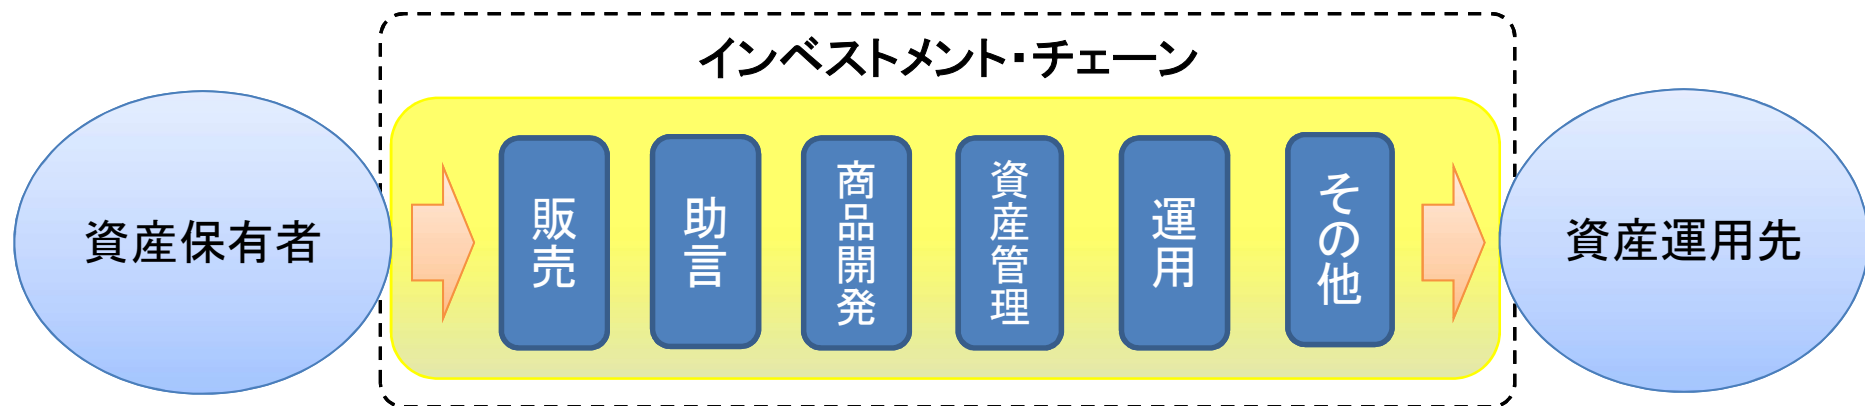 インベストメント・チェーン
資産保有者
販売
助言
商品開発
資産管理
運用
その他
資産運用先